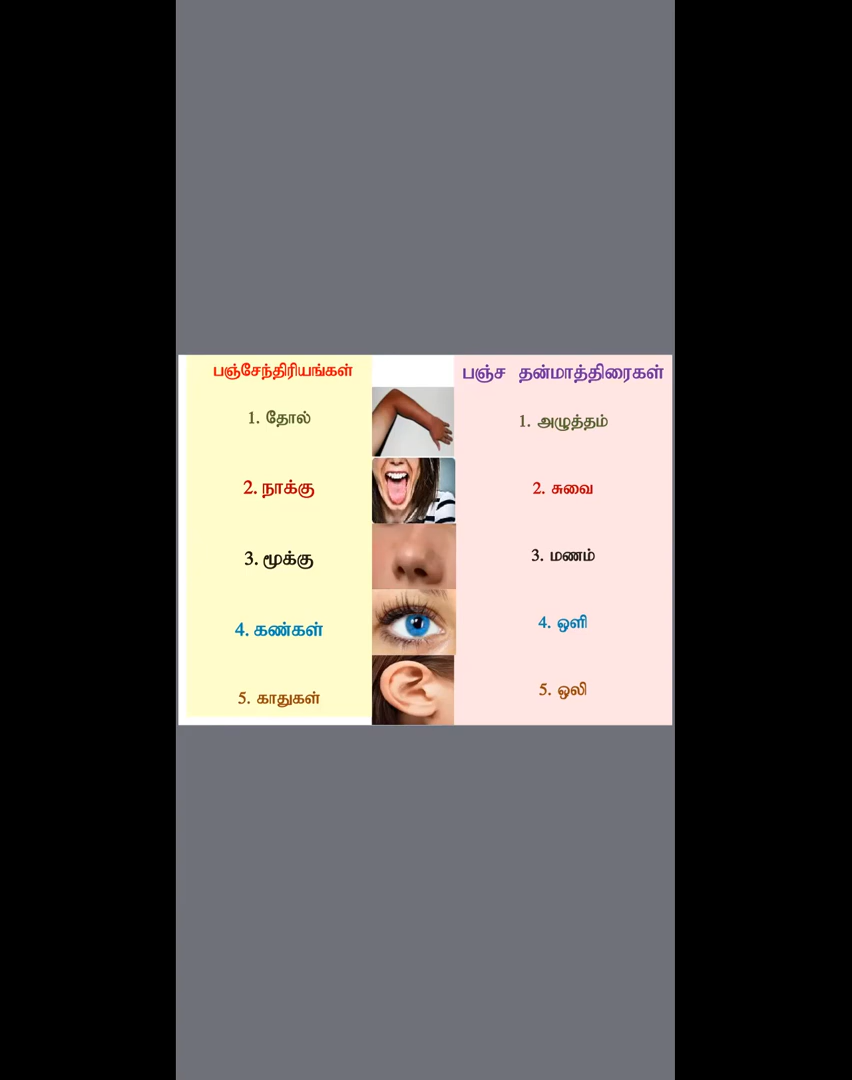 பஞ்சேந்திரியங்கள்
1. தோல்
2. நாக்கு
3. மூக்கு
4. கண்கள்
5. காதுகள்
பஞ்ச தன்மாத்திரைகள்
1. அழுத்தம்
2. சுவை
3. மணம்
4. ஒளி
5. ஒலி